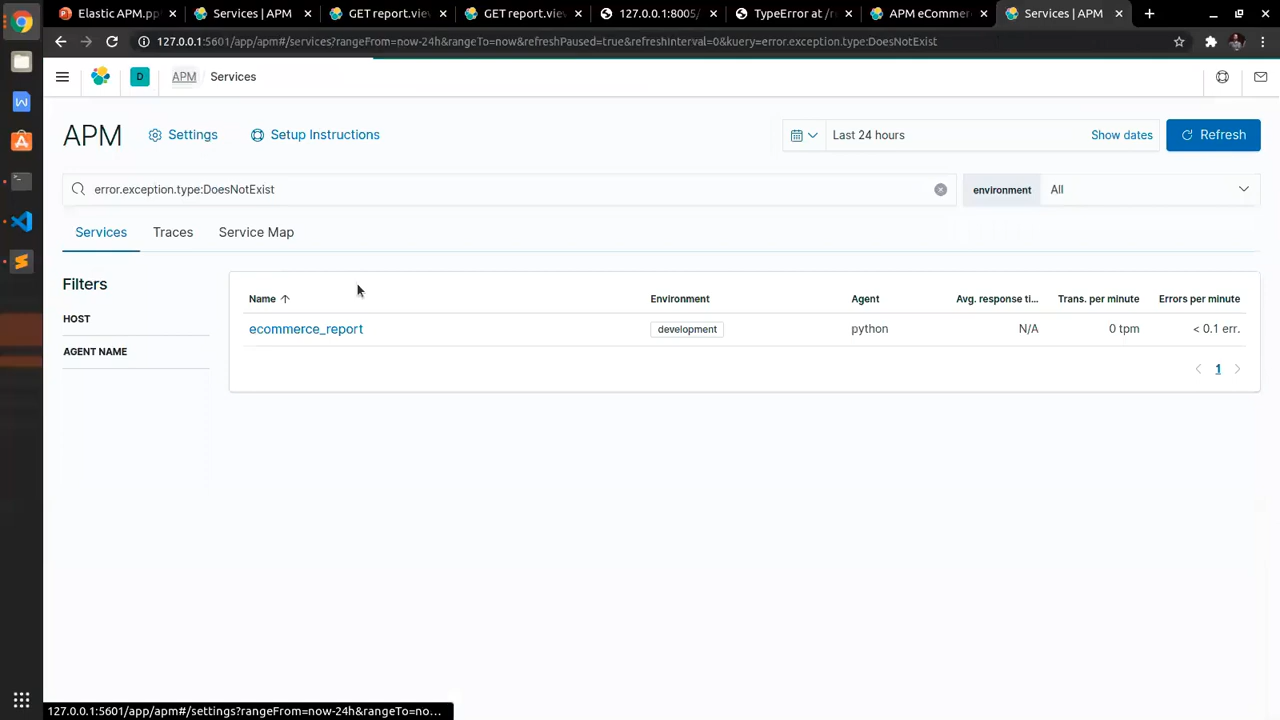 Elastic APM.pp
Services | APM
GET report.vie
GET report.vie
127.0.0.1:8005/
TypeError at /r
APM eComme
Services | APM
127.0.0.1:5601/app/apm#/services?rangeFrom=now-24h&rangeTo=now&refreshPaused=true&refreshInterval=0&kuery=error.exception.type:DoesNotExist
D
APM
Services
APM
Settings
Setup Instructions
Last 24 hours
Show dates
Refresh
error.exception.type:DoesNotExist
environment
All
Services
Traces
Service Map
Filters
HOST
AGENT NAME
Name
Environment
Agent
Avg. response ti...
Trans. per minute
Errors per minute
ecommerce_report
development
python
N/A
0 tpm
< 0.1 err.
1
127.0.0.1:5601/app/apm#/settings?rangeFrom=now-24h&rangeTo=no...